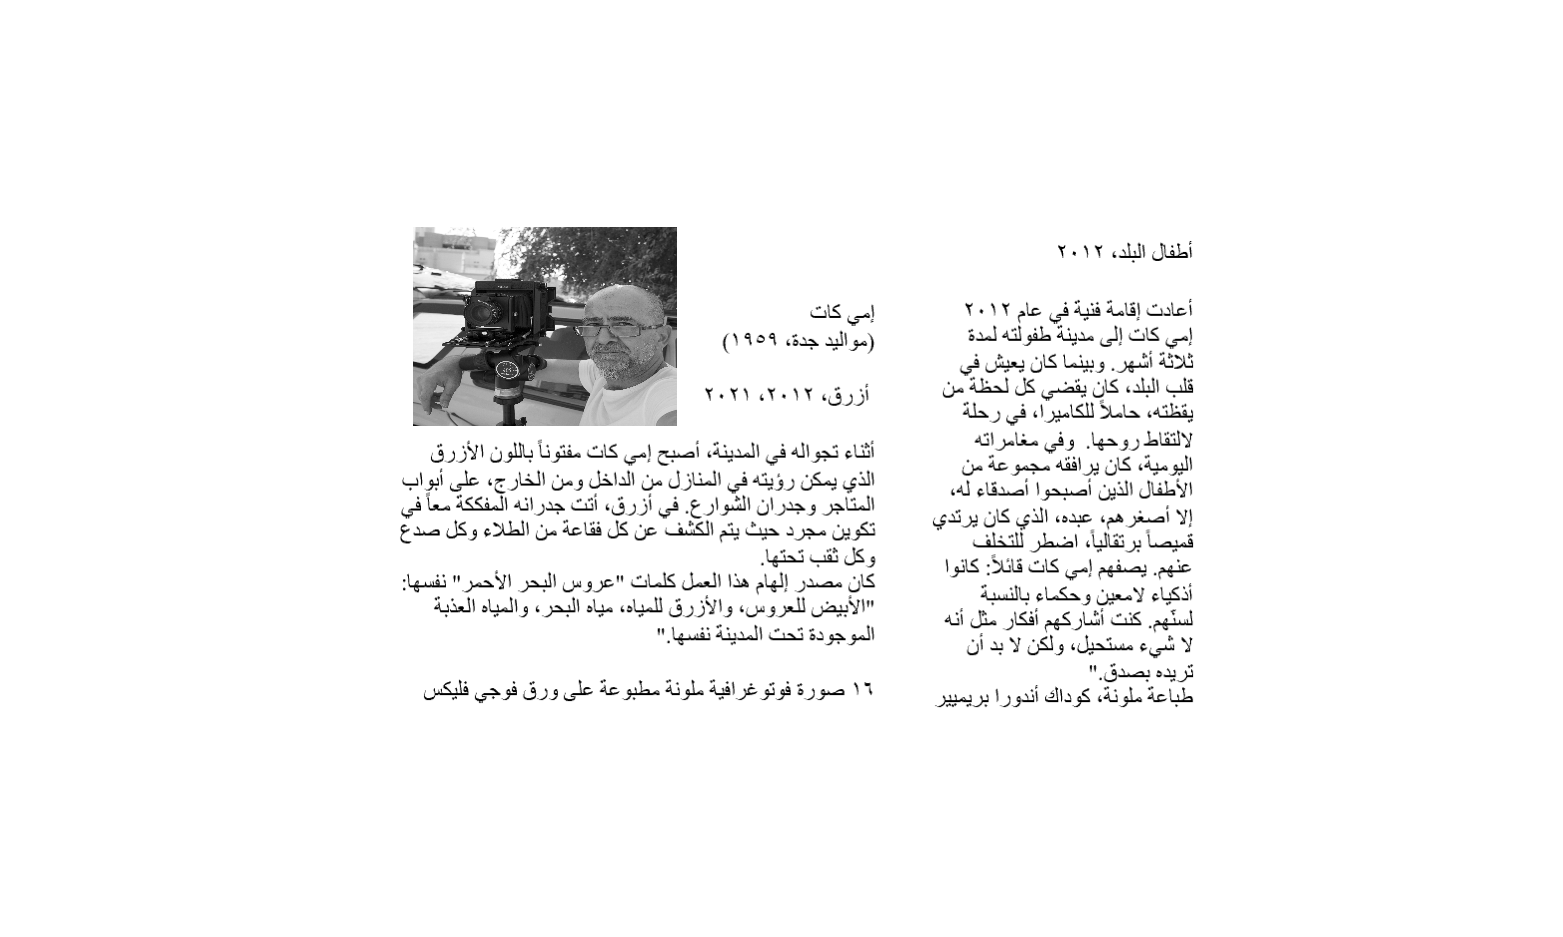 أطفال البلد، ٢٠١٢
أعادت إقامة فنية في عام ٢٠١٢
إمي كات إلى مدينة طفولته لمدة
ثلاثة أشهر. وبينما كان يعيش في
قلب البلد، كان يقضي كل لحظة من
يقظته، حاملاً للكاميرا، في رحلة
لالتقاط روحها. وفي مغامراته
اليومية، كان يرافقه مجموعة من
الأطفال الذين أصبحوا أصدقاء له،
إلا أصغرهم، عبده، الذي كان يرتدي
قميصاً برتقالياً، اضطر للتخلف
عنهم. يصفهم إمي كات قائلاً: كانوا
أذكياء لامعين وحكماء بالنسبة
لسنّهم. كنت أشاركهم أفكار مثل أنه
لا شيء مستحيل، ولكن لا بد أن
تريده بصدق."
طباعة ملونة، كوداك أندورا بريميير
إمي كات
(مواليد جدة، ١٩٥٩)
أزرق، ٢٠١٢، ٢٠٢١
أثناء تجواله في المدينة، أصبح إمي كات مفتوناً باللون الأزرق
الذي يمكن رؤيته في المنازل من الداخل ومن الخارج، على أبواب
المتاجر وجدران الشوارع. في أزرق، أتت جدرانه المفككة معاً في
تكوين مجرد حيث يتم الكشف عن كل فقاعة من الطلاء وكل صدع
وكل ثقب تحتها.
كان مصدر إلهام هذا العمل كلمات "عروس البحر الأحمر" نفسها:
"الأبيض للعروس، والأزرق للمياه، مياه البحر، والمياه العذبة
الموجودة تحت المدينة نفسها."
١٦ صورة فوتوغرافية ملونة مطبوعة على ورق فوجي فليكس